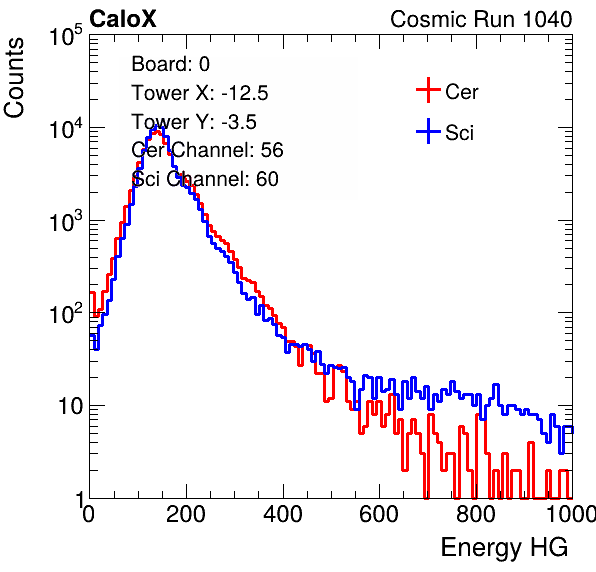 CaloX Cosmic Run 1040
Counts
10^5
10^4
10^3
10^2
10
1
Board: 0
Tower X: -12.5
Tower Y: -3.5
Cer Channel: 56
Sci Channel: 60
Cer
Sci
0 200 400 600 800 1000
Energy HG